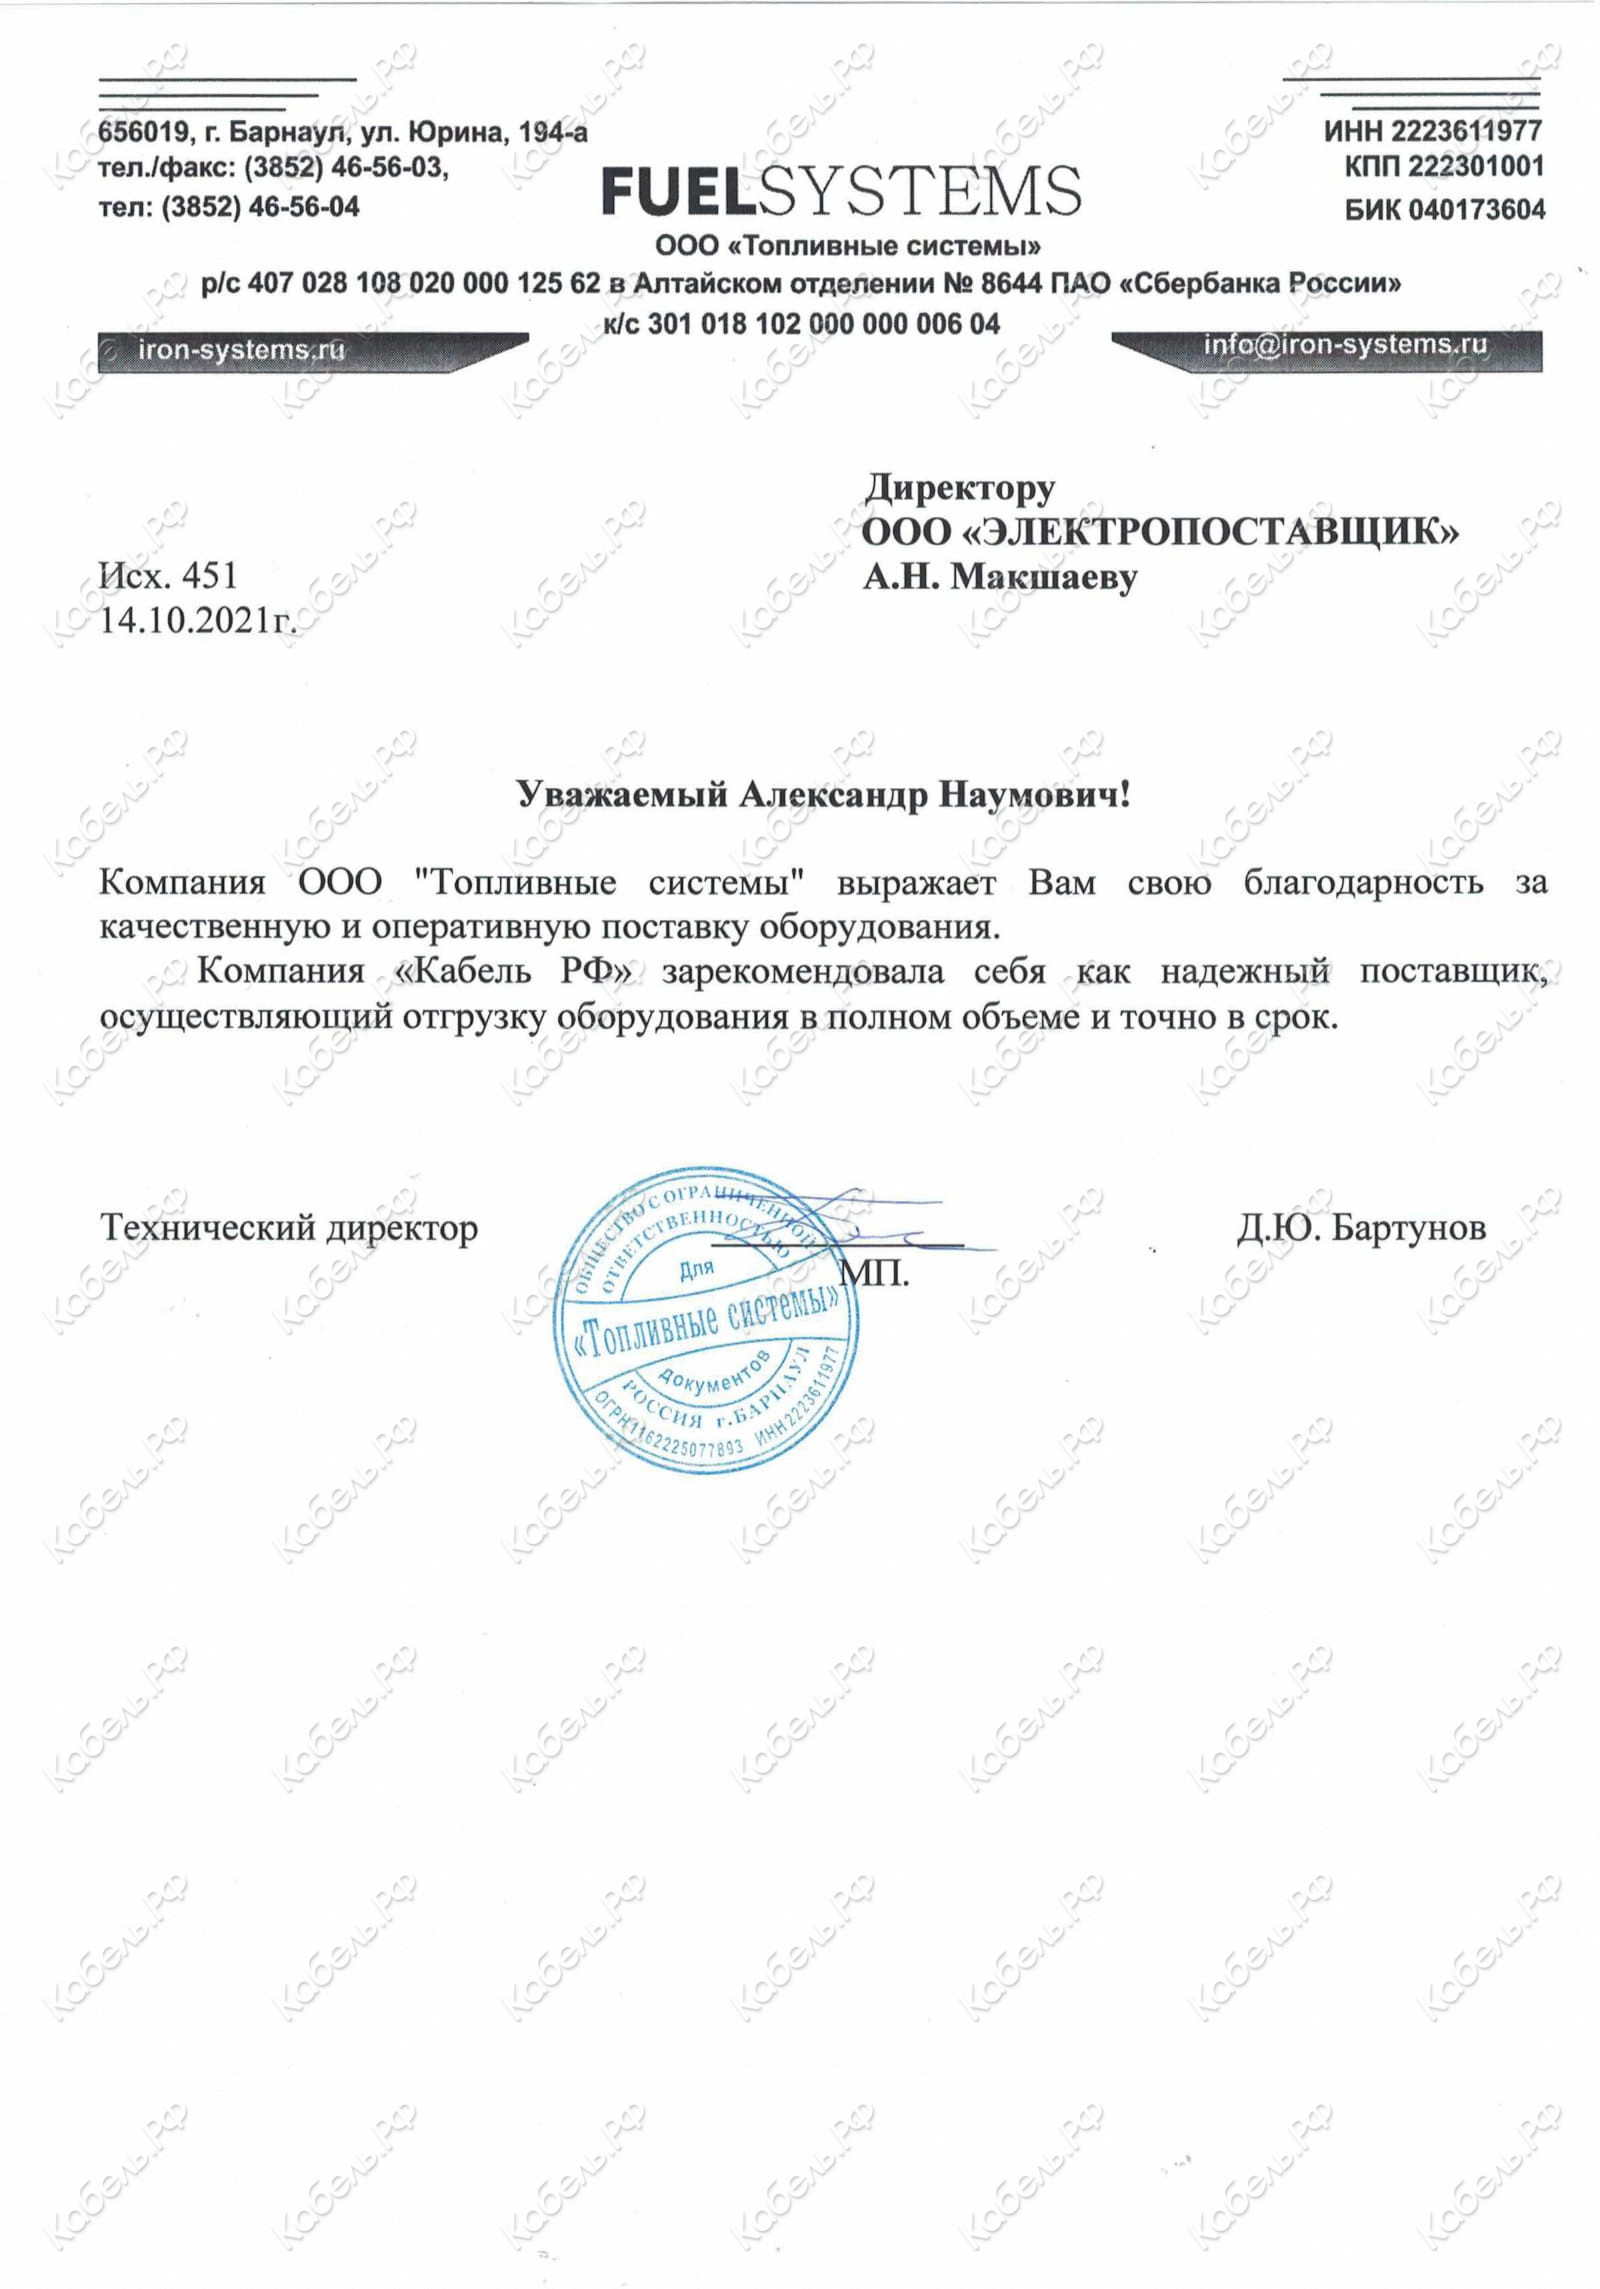 656019, г. Барнаул, ул. Юрина, 194-а
тел./факс: (3852) 46-56-03,
тел: (3852) 46-56-04
ИНН 2223611977
КПП 222301001
БИК 040173604
FUELSYSTEMS
ООО «Топливные системы»
р/с 407 028 108 020 000 125 62 в Алтайском отделении № 8644 ПАО «Сбербанка России»
к/с 301 018 102 000 000 006 04
iron-systems.ru
info@iron-systems.ru
Директору
ООО «ЭЛЕКТРОПОСТАВЩИК»
А.Н. Макшаеву
Исх. 451
14.10.2021г.
Уважаемый Александр Наумович!
Компания ООО "Топливные системы" выражает Вам свою благодарность за
качественную и оперативную поставку оборудования.
Компания «Кабель РФ» зарекомендовала себя как надежный поставщик,
осуществляющий отгрузку оборудования в полном объеме и точно в срок.
Технический директор
Д.Ю. Бартунов
МП.
ОБЩЕСТВО С ОГРАНИЧЕННОЙ
ОТВЕТСТВЕННОСТЬЮ
Для
«Топливные системы»
документов
РОССИЯ г.БАРНАУЛ
ОГРН1162225077893 ИНН2223611977
Кабель.РФ